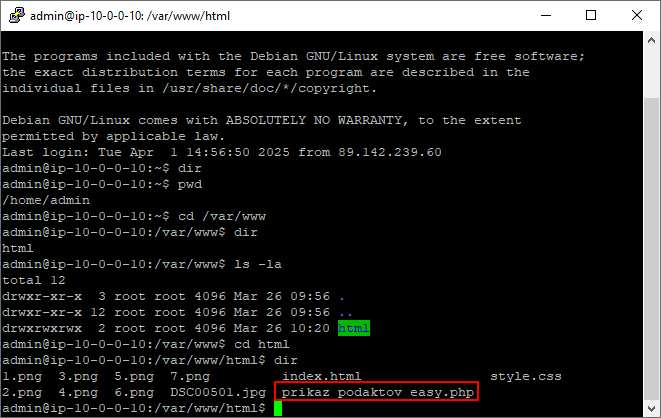 admin@ip-10-0-0-10: /var/www/html
The programs included with the Debian GNU/Linux system are free software;
the exact distribution terms for each program are described in the
individual files in /usr/share/doc/*/copyright.
Debian GNU/Linux comes with ABSOLUTELY NO WARRANTY, to the extent
permitted by applicable law.
Last login: Tue Apr  1 14:56:50 2025 from 89.142.239.60
admin@ip-10-0-0-10:~$ dir
admin@ip-10-0-0-10:~$ pwd
/home/admin
admin@ip-10-0-0-10:~$ cd /var/www
admin@ip-10-0-0-10:/var/www$ dir
html
admin@ip-10-0-0-10:/var/www$ ls -la
total 12
drwxr-xr-x  3 root root 4096 Mar 26 09:56 .
drwxr-xr-x 12 root root 4096 Mar 26 09:56 ..
drwxrwxrwx  2 root root 4096 Mar 26 10:20 html
admin@ip-10-0-0-10:/var/www$ cd html
admin@ip-10-0-0-10:/var/www/html$ dir
1.png  3.png  5.png  7.png         index.html                style.css
2.png  4.png  6.png  DSC00501.jpg  prikaz podaktov easy.php
admin@ip-10-0-0-10:/var/www/html$